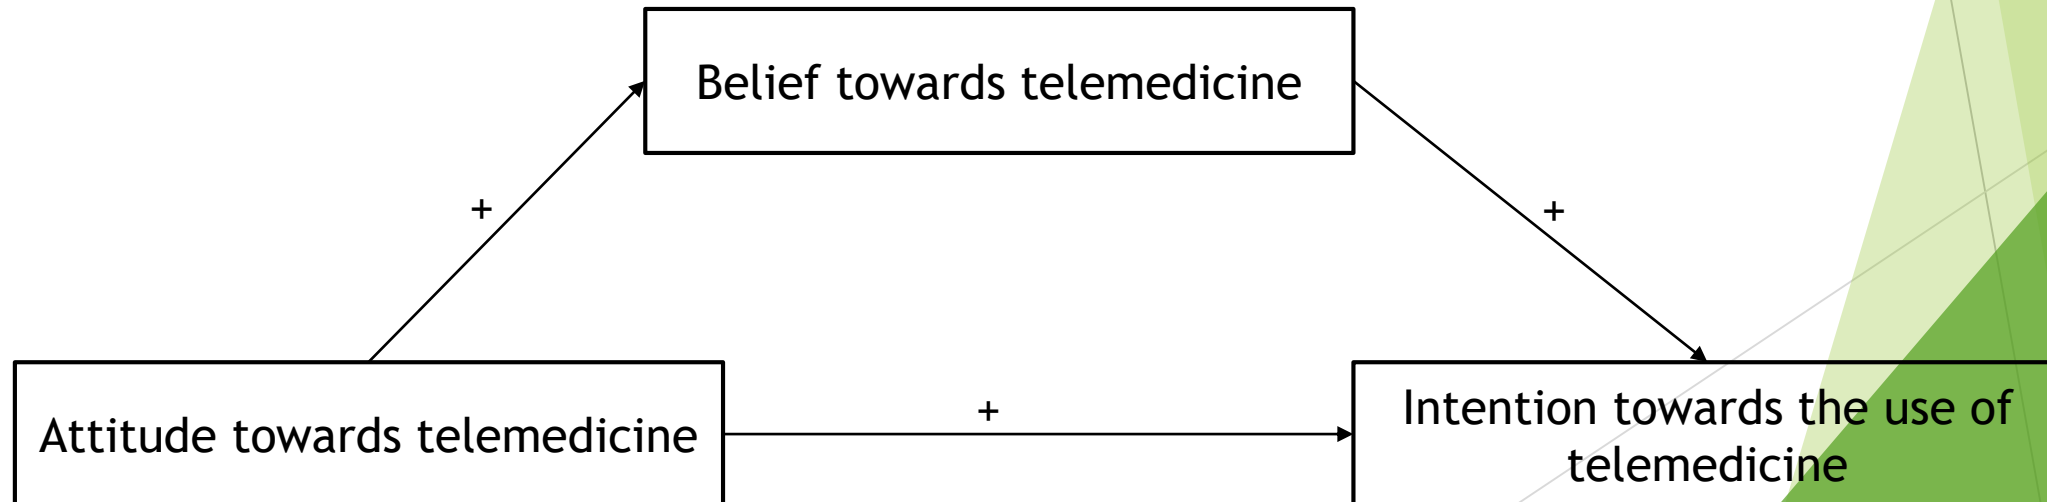 Belief towards telemedicine
+
+
Attitude towards telemedicine
+
Intention towards the use of
telemedicine